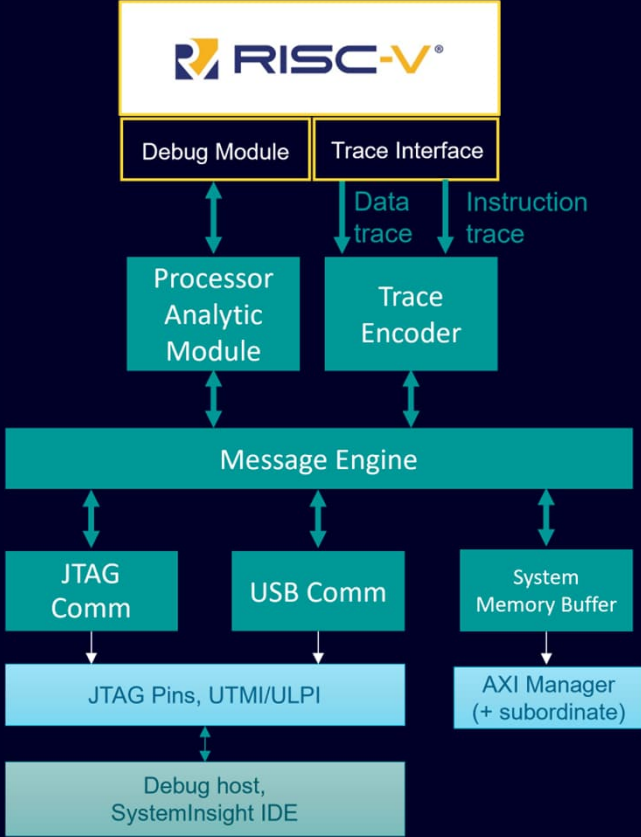 RISC-V®
Debug Module
Trace Interface
Data
trace
Instruction
trace
Processor
Analytic
Module
Trace
Encoder
Message Engine
JTAG
Comm
USB Comm
System
Memory Buffer
JTAG Pins, UTMI/ULPI
AXI Manager
(+ subordinate)
Debug host,
SystemInsight IDE